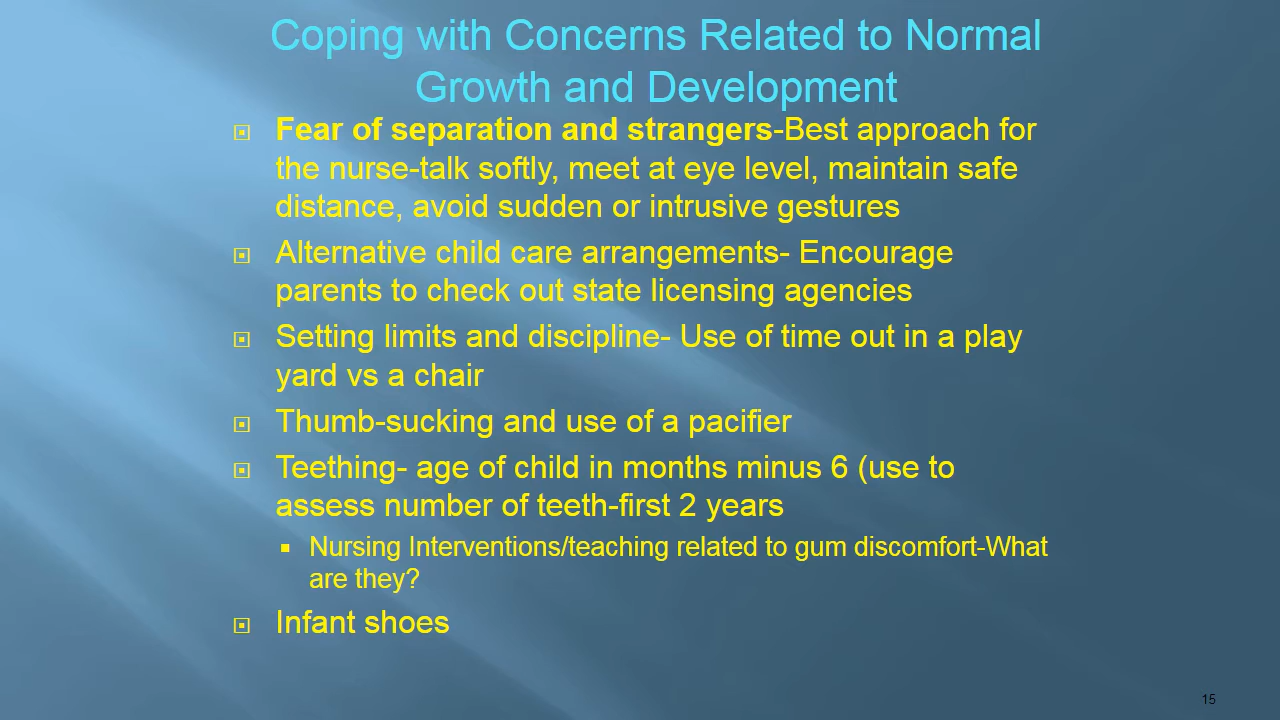 Coping with Concerns Related to Normal
Growth and Development
Fear of separation and strangers-Best approach for
the nurse-talk softly, meet at eye level, maintain safe
distance, avoid sudden or intrusive gestures
Alternative child care arrangements- Encourage
parents to check out state licensing agencies
Setting limits and discipline- Use of time out in a play
yard vs a chair
Thumb-sucking and use of a pacifier
Teething- age of child in months minus 6 (use to
assess number of teeth-first 2 years
Nursing Interventions/teaching related to gum discomfort-What
are they?
Infant shoes
15